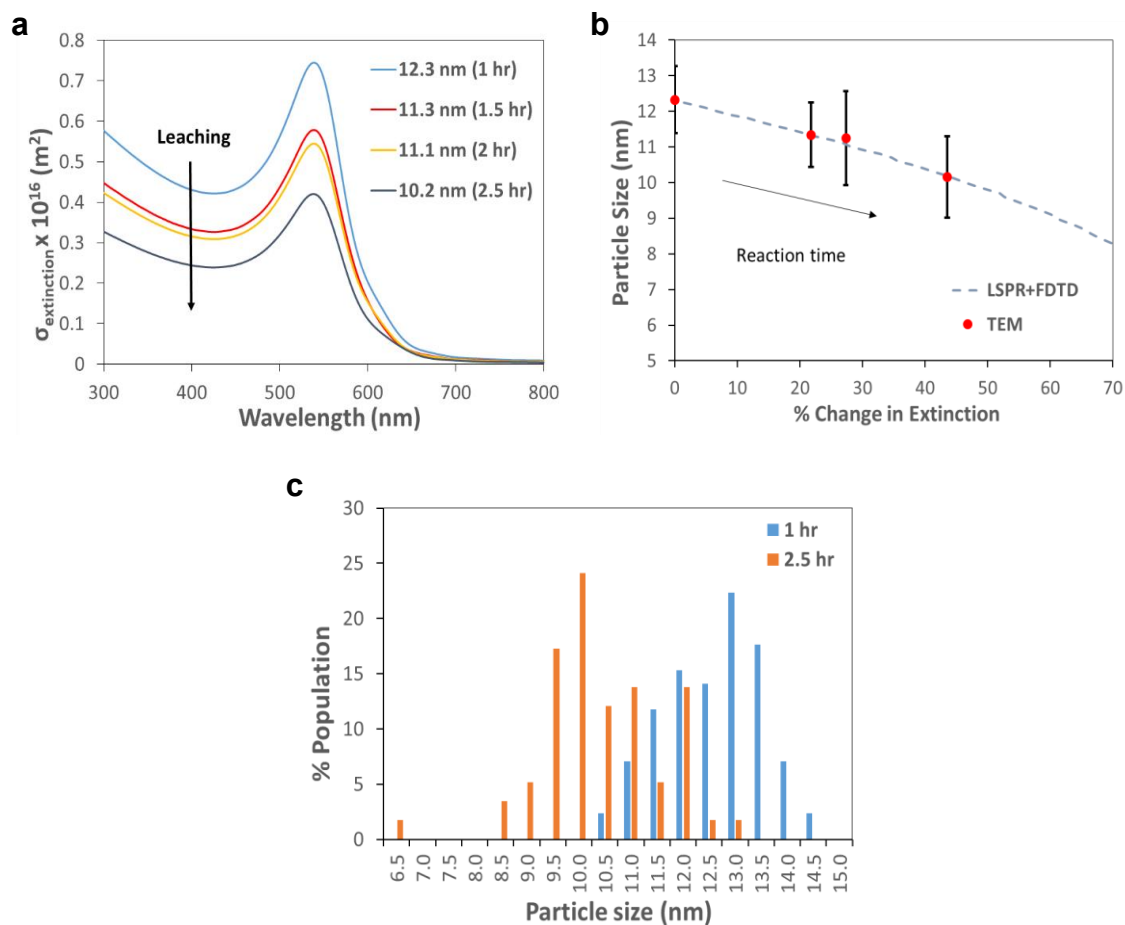 a
0.8
0.7
0.6
0.5
0.4
0.3
0.2
0.1
0
σextinction x 10^16 (m^2)
Leaching
12.3 nm (1 hr)
11.3 nm (1.5 hr)
11.1 nm (2 hr)
10.2 nm (2.5 hr)
300 400 500 600 700 800
Wavelength (nm)
b
14
13
12
11
10
9
8
7
6
5
Particle Size (nm)
Reaction time
LSPR+FDTD
TEM
0 10 20 30 40 50 60 70
% Change in Extinction
c
30
25
20
15
10
5
0
% Population
1 hr
2.5 hr
6.5 7.0 8.0 8.5 9.0 9.5 10.0 10.5 11.0 11.5 12.0 12.5 13.0 13.5 14.0 14.5 15.0
Particle size (nm)